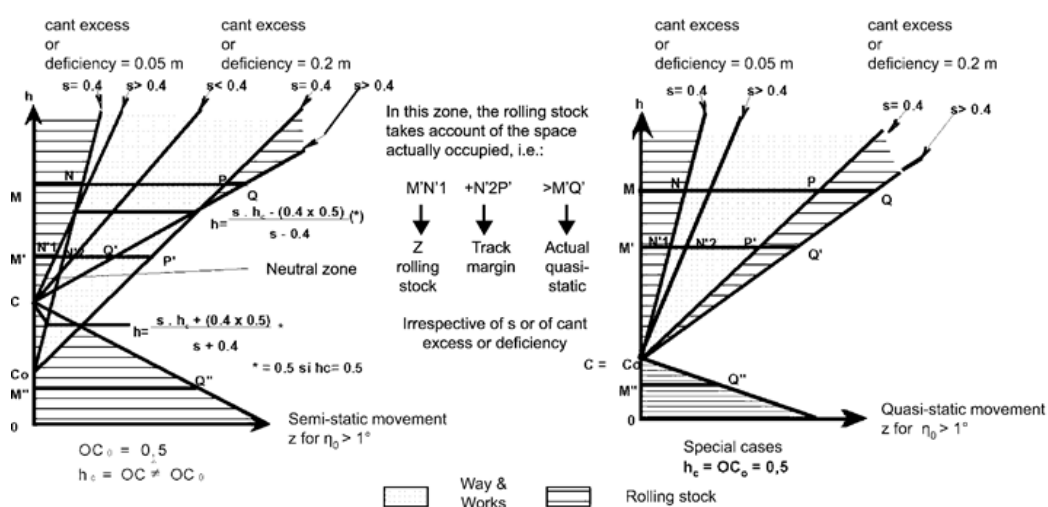 cant excess
or
deficiency = 0.05 m
cant excess
or
deficiency = 0.2 m
s= 0.4
s> 0.4
s< 0.4
s= 0.4
s> 0.4
h
N
P
M
Q
h= s . hc - (0.4 x 0.5) (*)
s - 0.4
N'1
Q'
M'
P'
Neutral zone
C
h= s . hc + (0.4 x 0.5) *
s + 0.4
Co
* = 0.5 si hc= 0.5
M"
Q"
0
Semi-static movement
z for η0 > 1°
OC0 = 0,5
hc = OC ≠ OC0
In this zone, the rolling stock
takes account of the space
actually occupied, i.e.:
M'N'1 +N'2P' >M'Q'
Z
rolling
stock
Track
margin
Actual
quasi-
static
Irrespective of s or of cant
excess or deficiency
cant excess
or
deficiency = 0.05 m
cant excess
or
deficiency = 0.2 m
s= 0.4
s> 0.4
s= 0.4
s> 0.4
h
M
N
P
Q
M'
N'1
N'2
P'
Q'
C = Co
M"
Q"
0
Quasi-static movement
z for η0 > 1°
Special cases
hc = OCo = 0,5
Way &
Works
Rolling stock